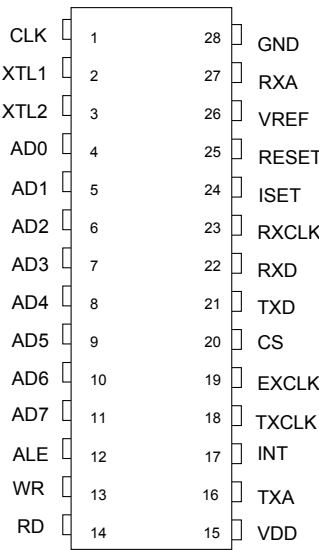 CLK 1 28 GND
XTL1 2 27 RXA
XTL2 3 26 VREF
AD0 4 25 RESET
AD1 5 24 ISET
AD2 6 23 RXCLK
AD3 7 22 RXD
AD4 8 21 TXD
AD5 9 20 CS
AD6 10 19 EXCLK
AD7 11 18 TXCLK
ALE 12 17 INT
WR 13 16 TXA
RD 14 15 VDD